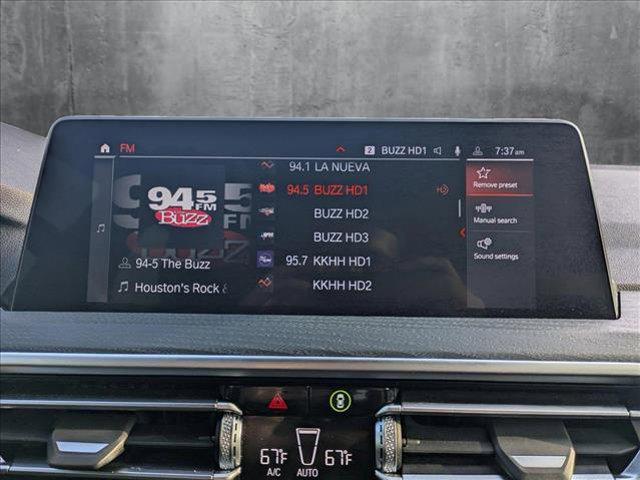 FM
2 BUZZ HD1
7:37am
94.1 LA NUEVA
94.5 BUZZ HD1
BUZZ HD2
BUZZ HD3
95.7 KKHH HD1
KKHH HD2
94.5 FM
The Buzz
94-5 The Buzz
Houston's Rock &
Remove preset
Manual search
Sound settings
67°F 67°F
A/C AUTO